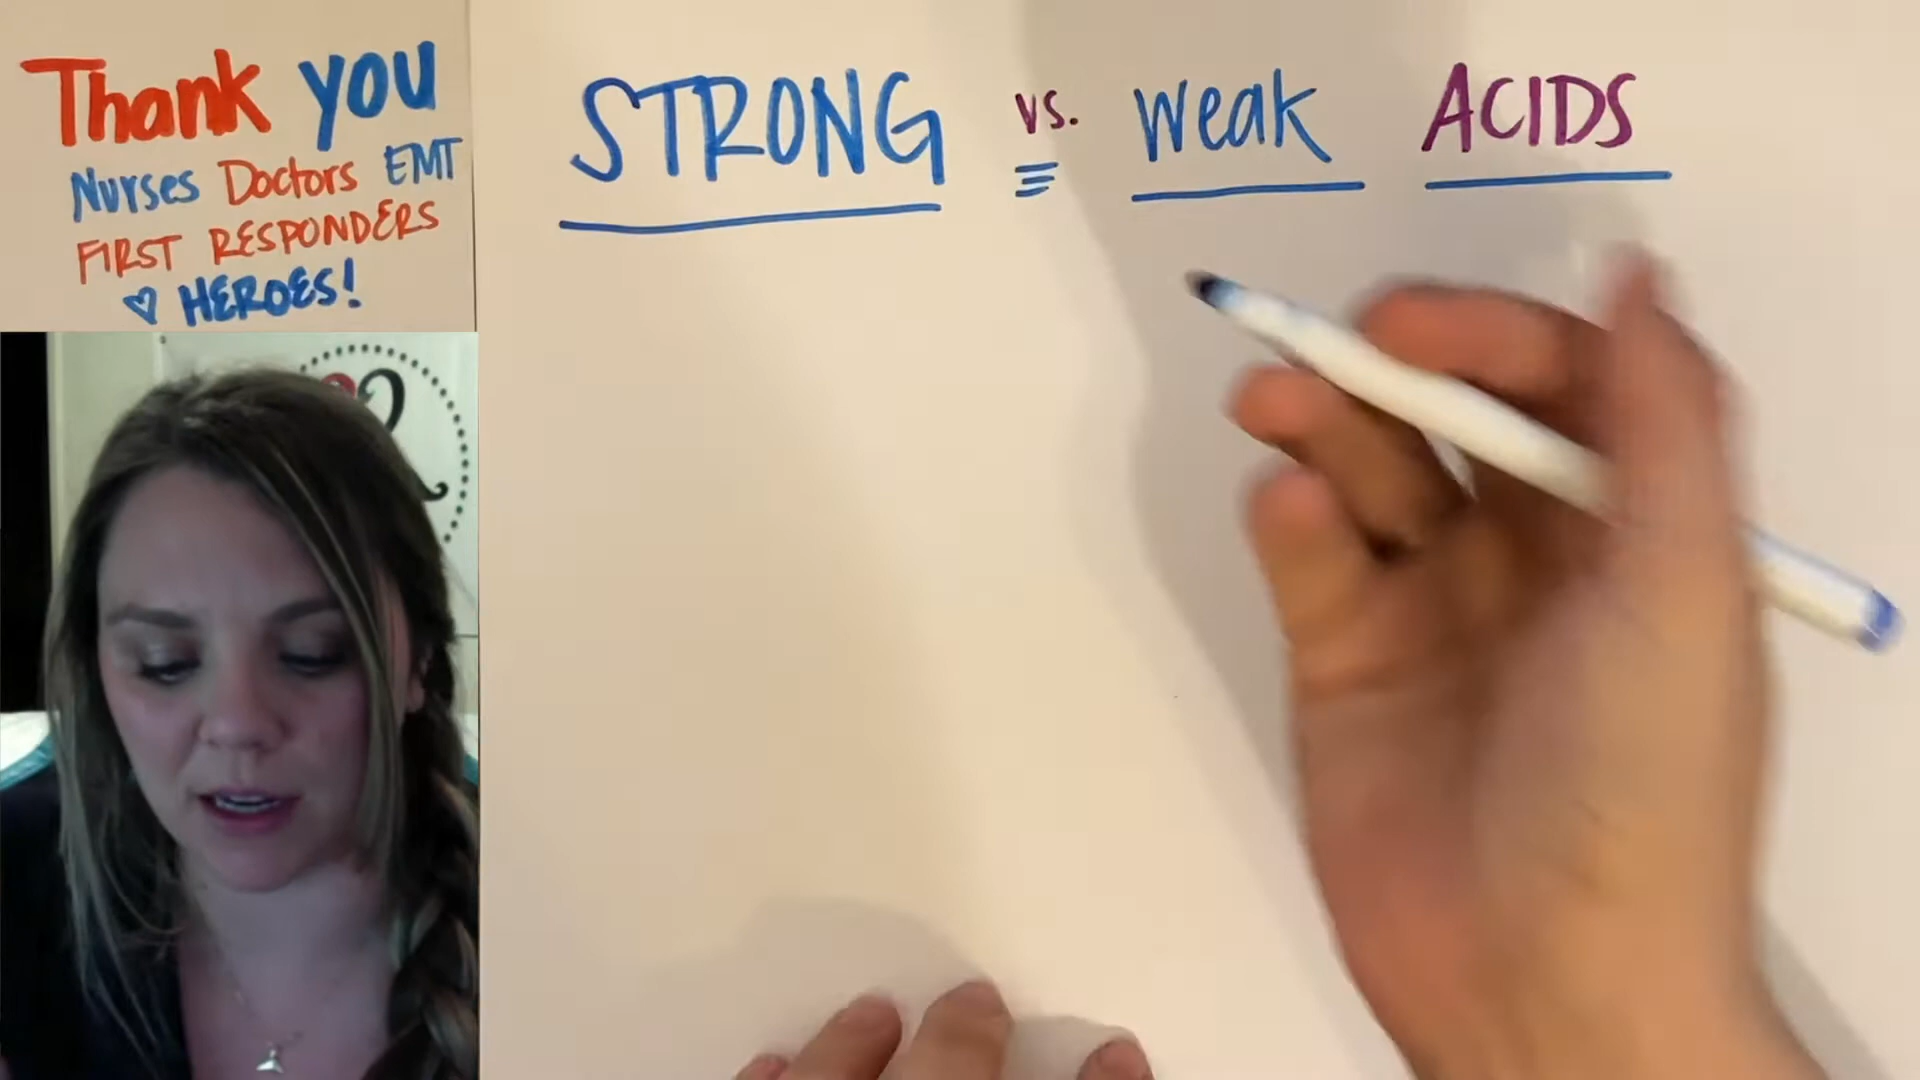 Thank you
Nurses Doctors EMT
FIRST RESPONDERS
♡ HEROES!
STRONG vs. weak ACIDS